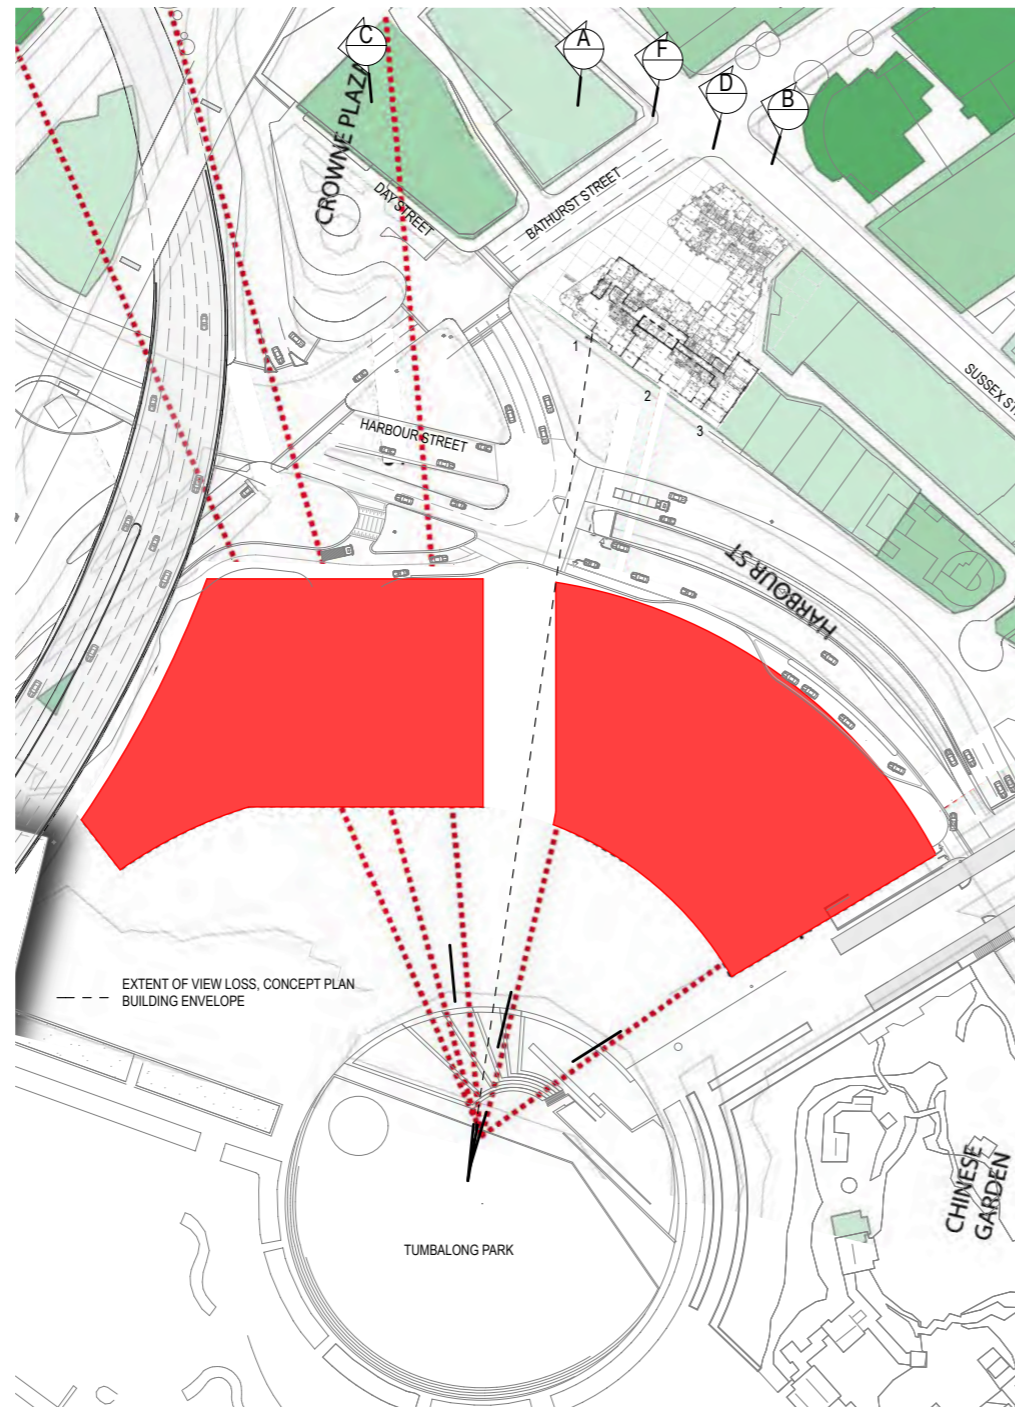 C
A
F
D
B
CROWNE PLAZA
DAY STREET
BATHURST STREET
1
2
3
SUSSEX ST
HARBOUR STREET
HARBOUR ST
EXTENT OF VIEW LOSS, CONCEPT PLAN
BUILDING ENVELOPE
CHINESE
GARDEN
TUMBALONG PARK